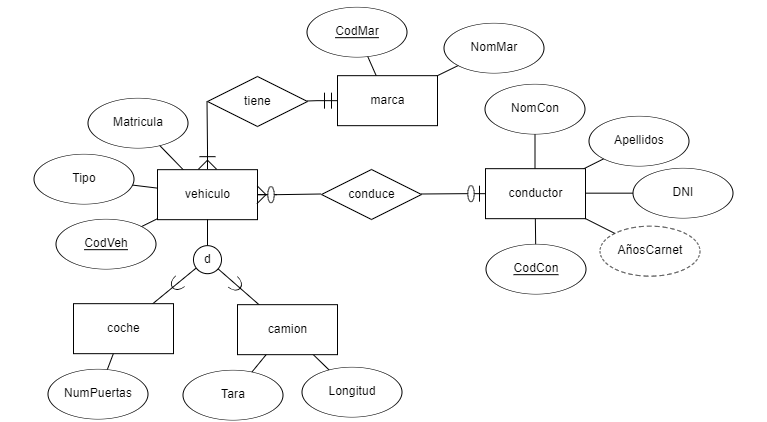 CodMar
NomMar
tiene
marca
NomCon
Matricula
Apellidos
Tipo
vehiculo
conduce
conductor
DNI
CodVeh
AñosCarnet
d
CodCon
coche
camion
NumPuertas
Tara
Longitud